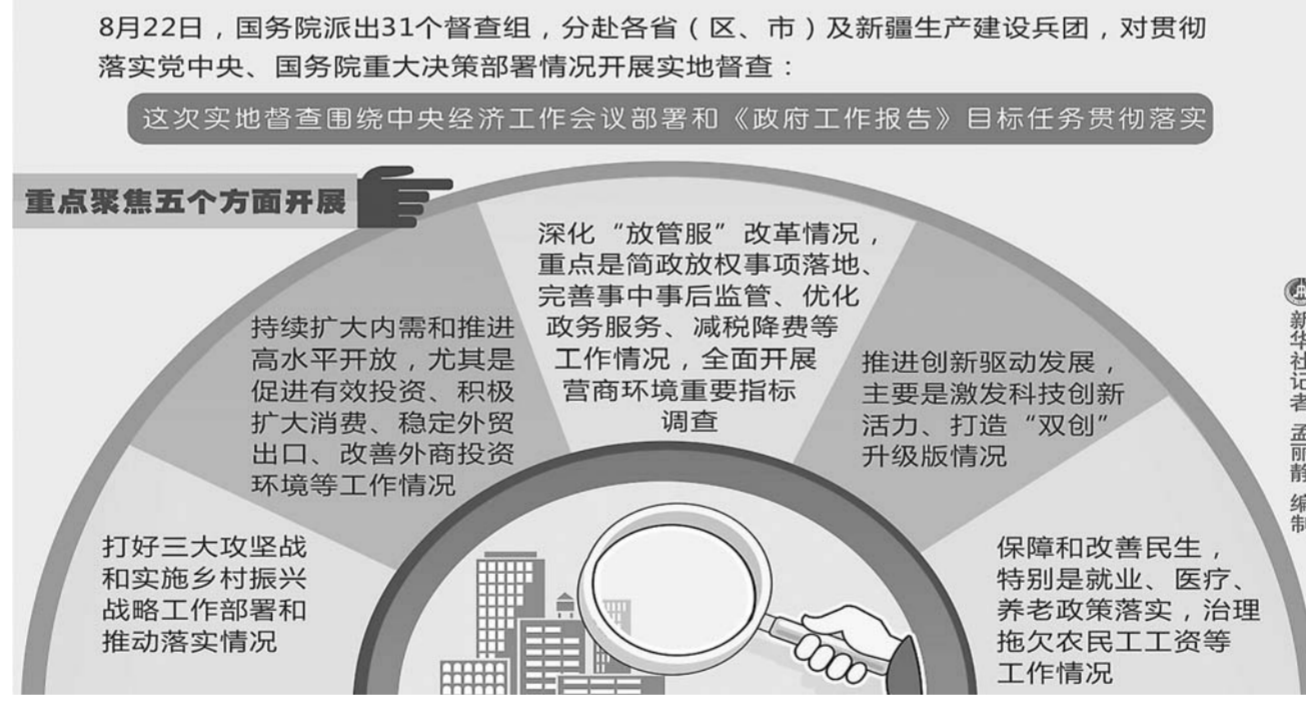 8月22日，国务院派出31个督查组，分赴各省（区、市）及新疆生产建设兵团，对贯彻
落实党中央、国务院重大决策部署情况开展实地督查：
这次实地督查围绕中央经济工作会议部署和《政府工作报告》目标任务贯彻落实
重点聚焦五个方面开展
打好三大攻坚战
和实施乡村振兴
战略工作部署和
推动落实情况
持续扩大内需和推进
高水平开放，尤其是
促进有效投资、积极
扩大消费、稳定外贸
出口、改善外商投资
环境等工作情况
深化“放管服”改革情况，
重点是简政放权事项落地、
完善事中事后监管、优化
政务服务、减税降费等
工作情况，全面开展
营商环境重要指标
调查
推进创新驱动发展，
主要是激发科技创新
活力、打造“双创”
升级版情况
保障和改善民生，
特别是就业、医疗、
养老政策落实，治理
拖欠农民工工资等
工作情况
新华社记者 孟丽静 编制